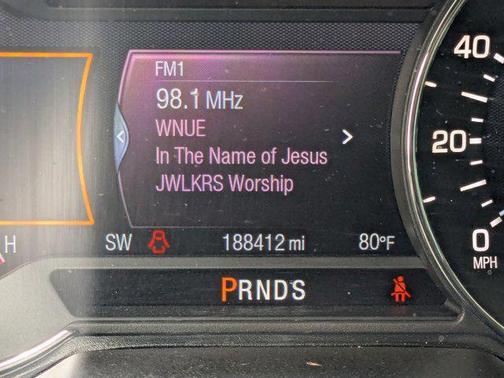 FM1
98.1 MHz
WNUE
In The Name of Jesus
JWLKRS Worship
H SW 188412 mi 80°F
PRNDS
40
20
0
MPH